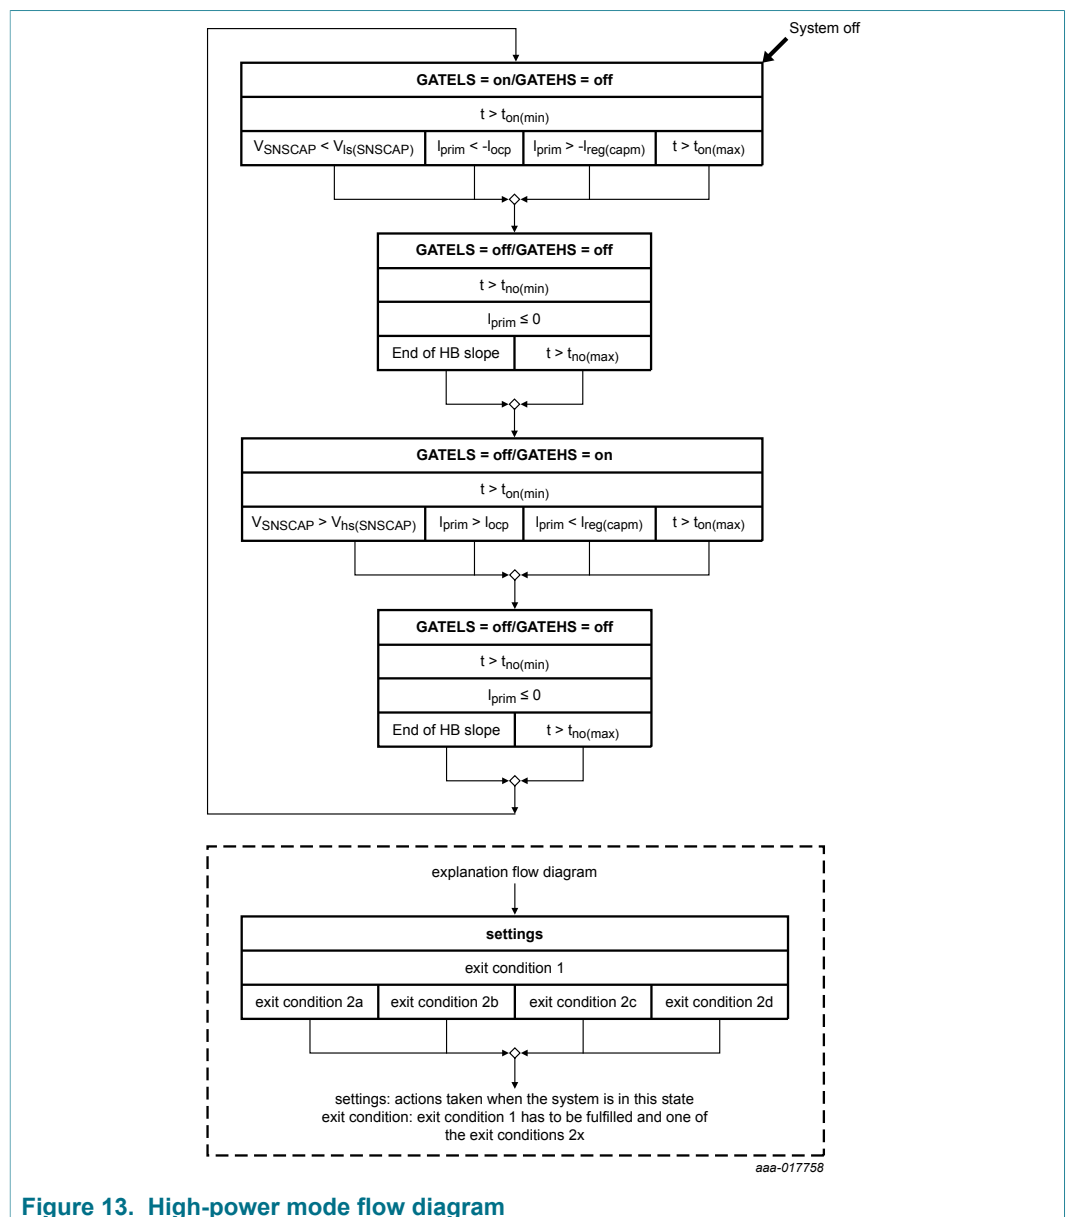 System off
GATELS = on/GATEHS = off
t > ton(min)
VSNSCAP < Vls(SNSCAP) Iprim < -Iocp Iprim > -Ireg(capm) t > ton(max)
GATELS = off/GATEHS = off
t > tno(min)
Iprim ≤ 0
End of HB slope t > tno(max)
GATELS = off/GATEHS = on
t > ton(min)
VSNSCAP > Vhs(SNSCAP) Iprim > Iocp Iprim < Ireg(capm) t > ton(max)
GATELS = off/GATEHS = off
t > tno(min)
Iprim ≤ 0
End of HB slope t > tno(max)
explanation flow diagram
settings
exit condition 1
exit condition 2a exit condition 2b exit condition 2c exit condition 2d
settings: actions taken when the system is in this state
exit condition: exit condition 1 has to be fulfilled and one of
the exit conditions 2x
aaa-017758
Figure 13. High-power mode flow diagram